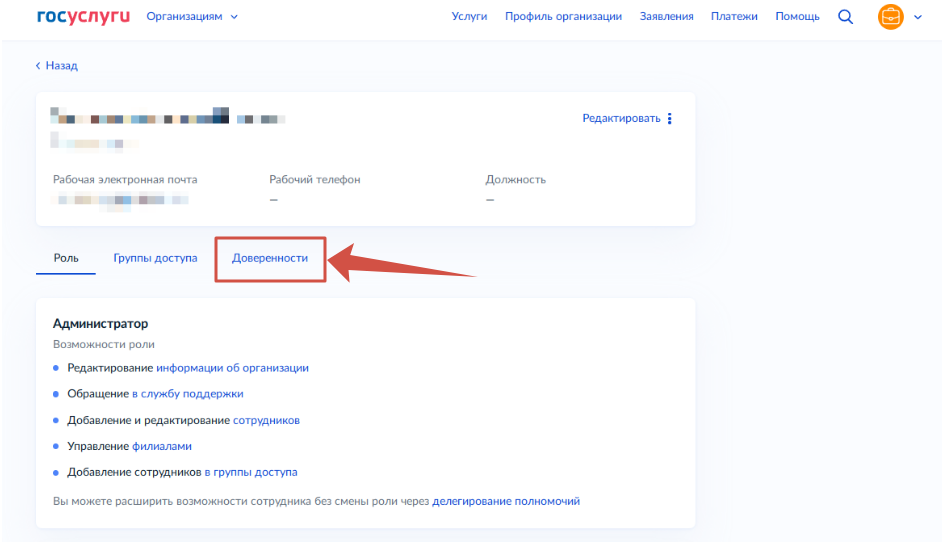 госуслуги Организациям Услуги Профиль организации Заявления Платежи Помощь
Назад
Редактировать
Рабочая электронная почта Рабочий телефон Должность
– –
Роль Группы доступа Доверенности
Администратор
Возможности роли
Редактирование информации об организации
Обращение в службу поддержки
Добавление и редактирование сотрудников
Управление филиалами
Добавление сотрудников в группы доступа
Вы можете расширить возможности сотрудника без смены роли через делегирование полномочий